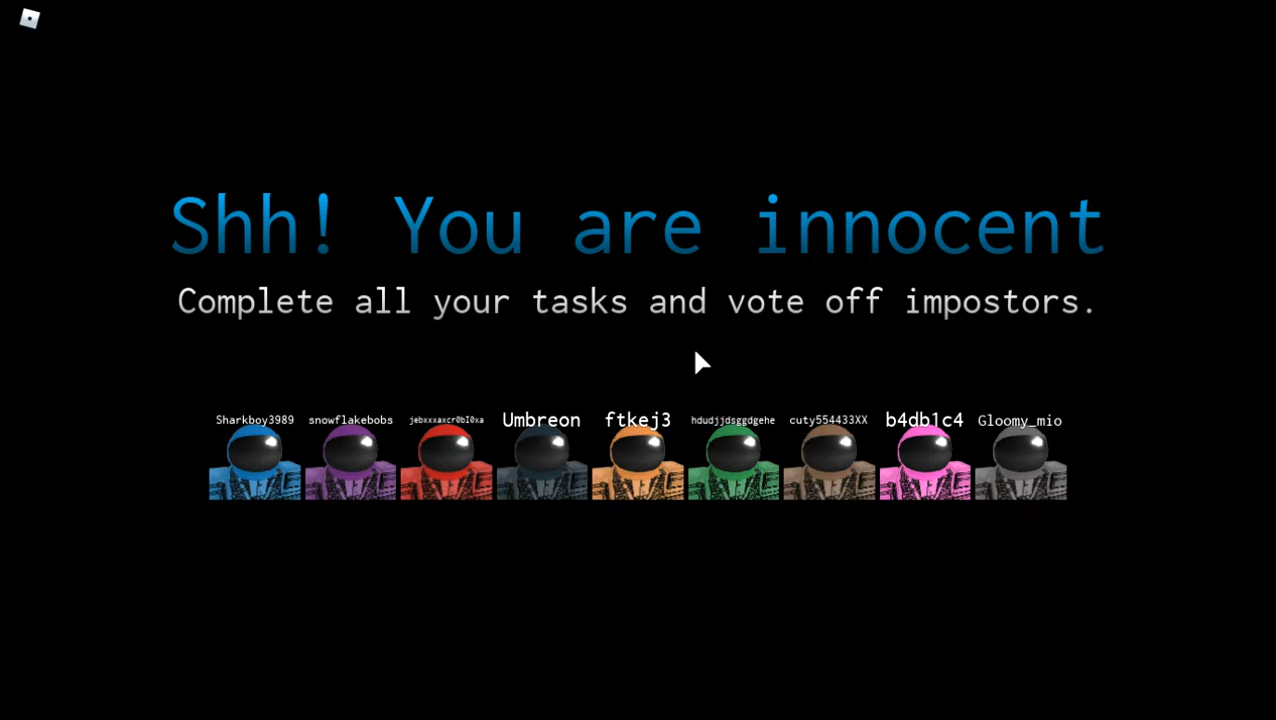 Shh! You are innocent
Complete all your tasks and vote off impostors.
Sharkboy3989 snowflakebobs jebxxxaxcr0bI0xa Umbreon ftkej3 hdudjjdsggdgehe cuty554433XX b4db1c4 Gloomy_mio